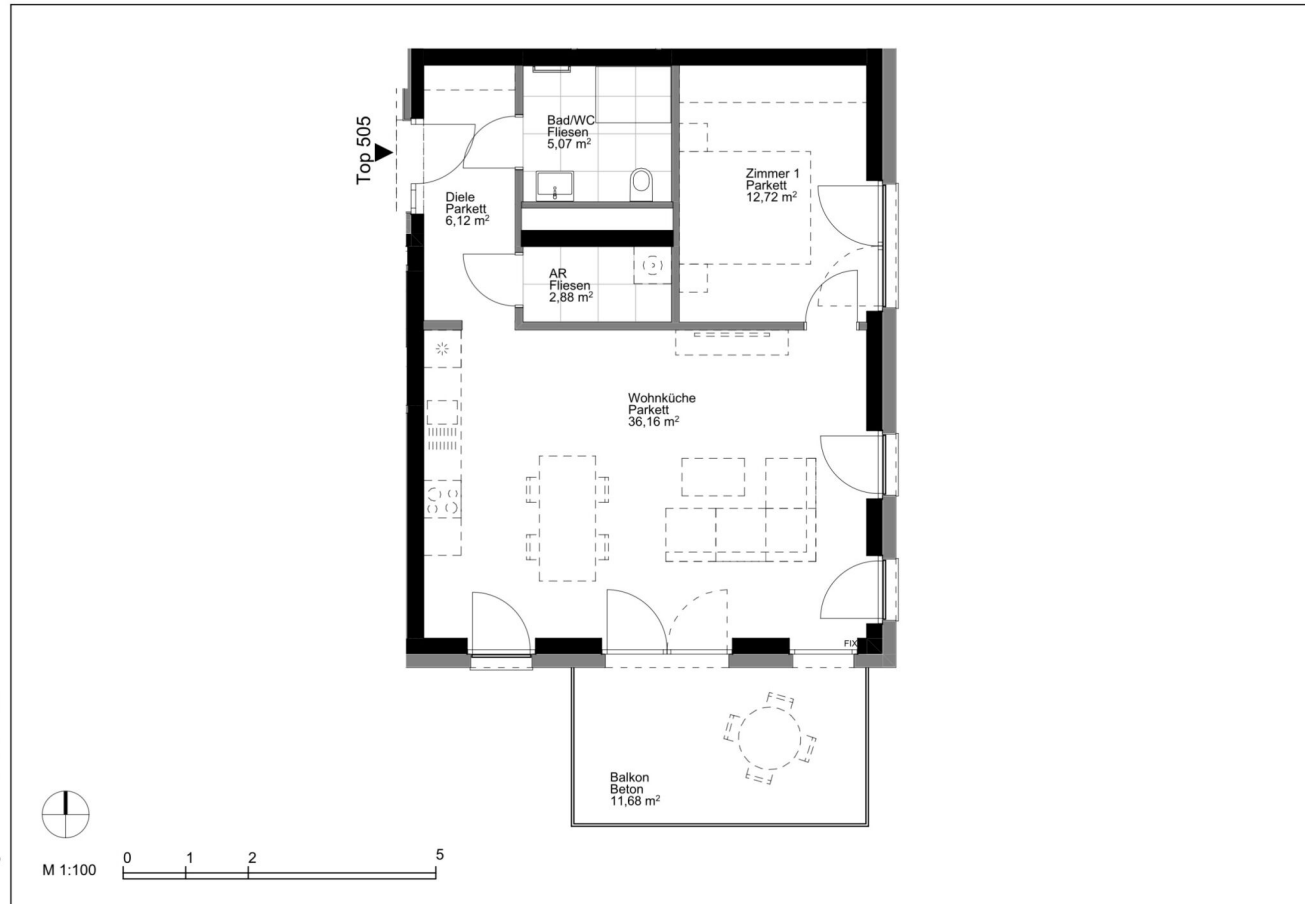 Top 505
Bad/WC
Fliesen
5,07 m²
Diele
Parkett
6,12 m²
Zimmer 1
Parkett
12,72 m²
AR
Fliesen
2,88 m²
Wohnküche
Parkett
36,16 m²
FIX
Balkon
Beton
11,68 m²
M 1:100
0 1 2 5